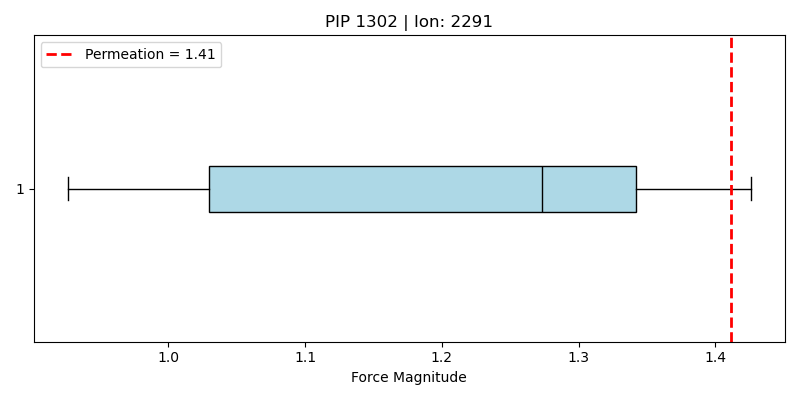 PIP 1302 | Ion: 2291
Permeation = 1.41
1
1.0 1.1 1.2 1.3 1.4
Force Magnitude